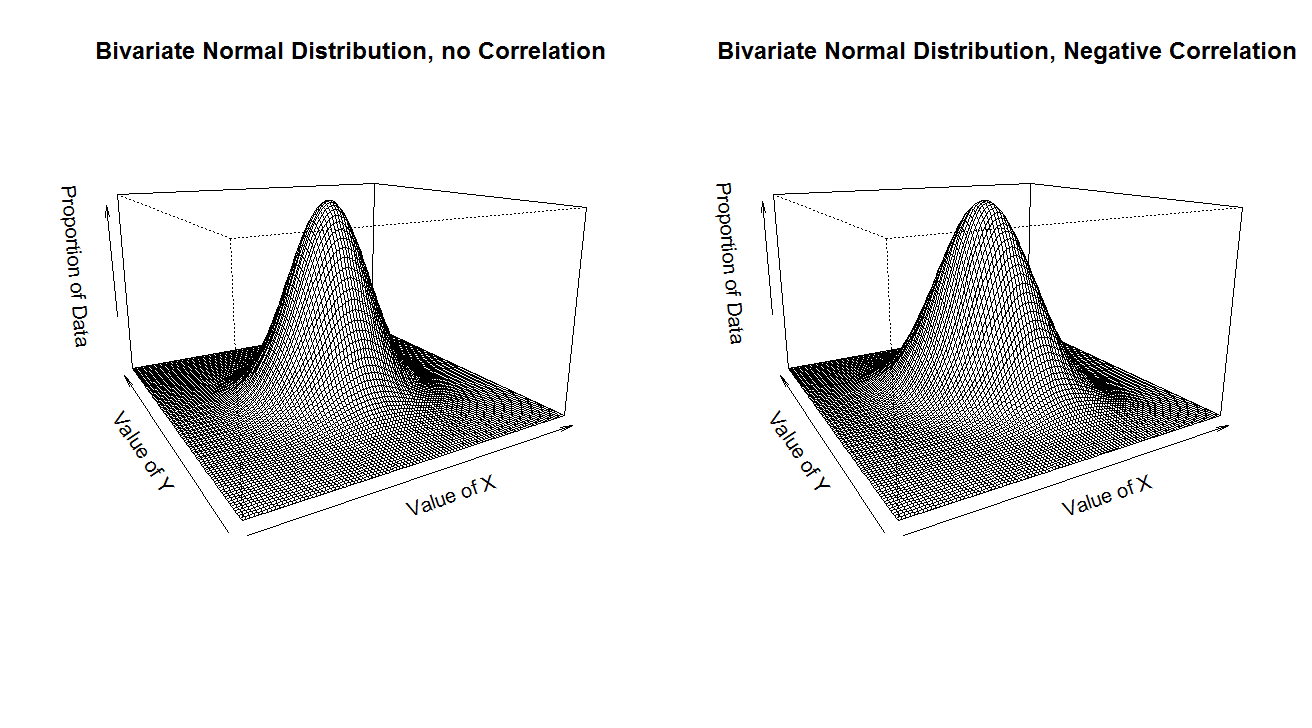 Bivariate Normal Distribution, no Correlation
Proportion of Data
Value of Y
Value of X
Bivariate Normal Distribution, Negative Correlation
Proportion of Data
Value of Y
Value of X